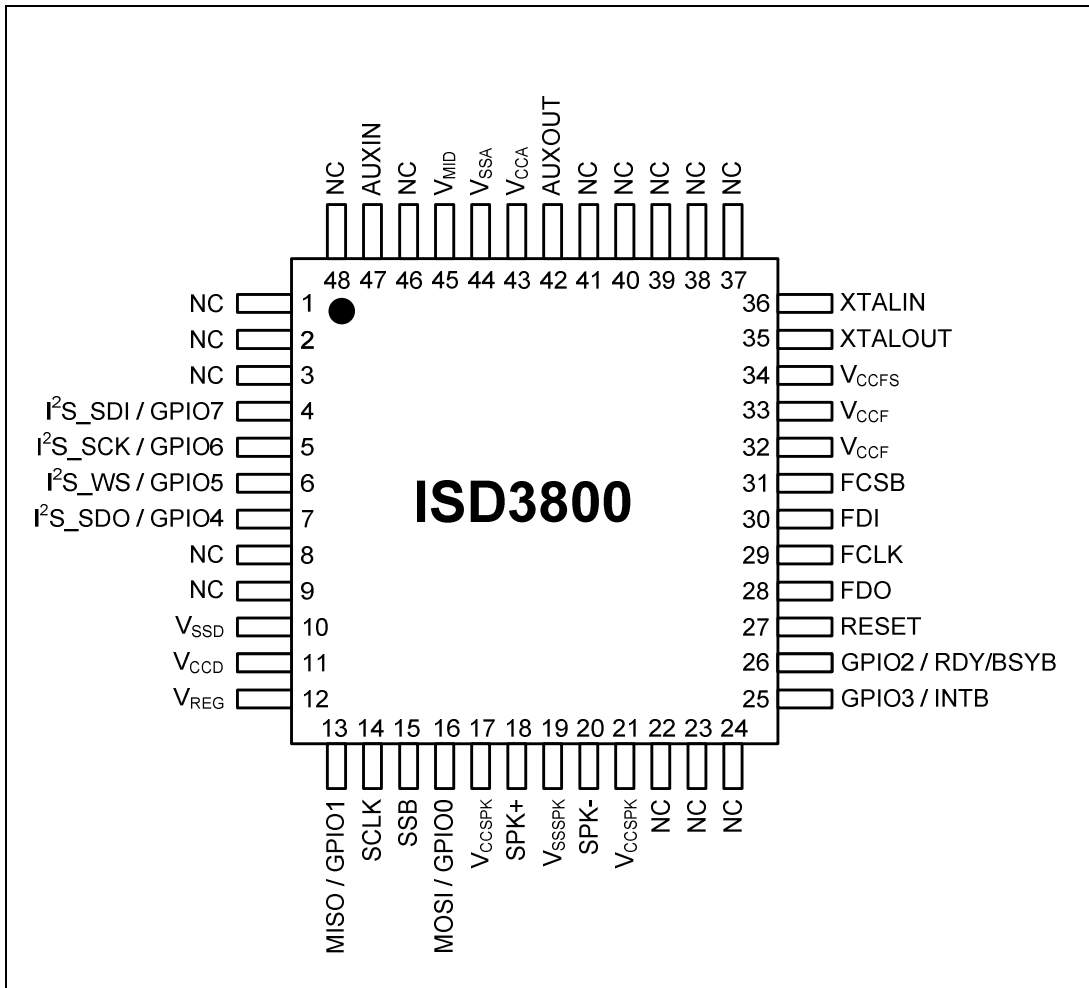 NC
AUXIN
NC
VMID
VSSA
VCCA
AUXOUT
NC
NC
NC
NC
NC
48 47 46 45 44 43 42 41 40 39 38 37
NC 1
NC 2
NC 3
I²S_SDI / GPIO7 4
I²S_SCK / GPIO6 5
I²S_WS / GPIO5 6
I²S_SDO / GPIO4 7
NC 8
NC 9
VSSD 10
VCCD 11
VREG 12
ISD3800
36 XTALIN
35 XTALOUT
34 VCCFS
33 VCCF
32 VCCF
31 FCSB
30 FDI
29 FCLK
28 FDO
27 RESET
26 GPIO2 / RDY/BSYB
25 GPIO3 / INTB
13 14 15 16 17 18 19 20 21 22 23 24
MISO / GPIO1
SCLK
SSB
MOSI / GPIO0
VCCSPK
SPK+
VSSSPK
SPK-
VCCSPK
NC
NC
NC